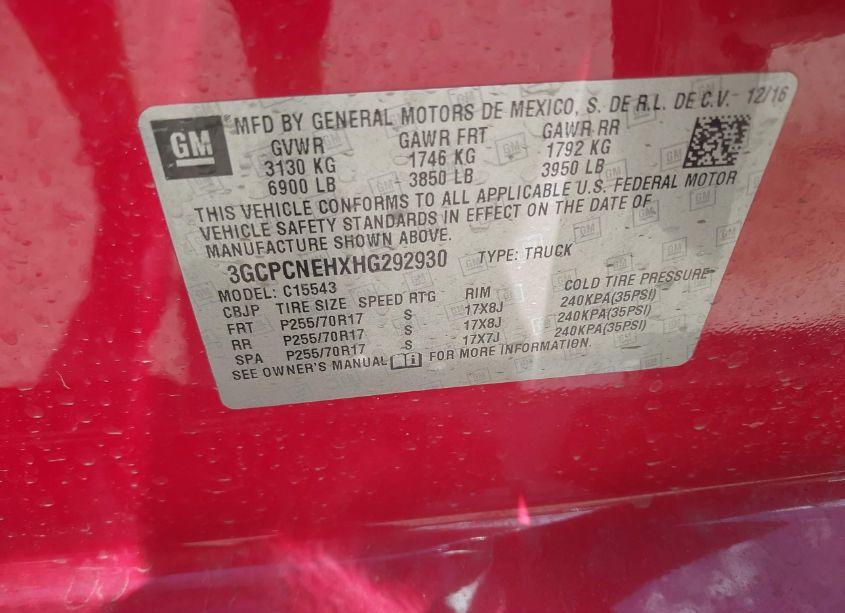 GM ® MFD BY GENERAL MOTORS DE MEXICO, S. DE R.L. DE C.V. 12/16
GVWR GAWR FRT GAWR RR
3130 KG 1746 KG 1792 KG
6900 LB 3850 LB 3950 LB
THIS VEHICLE CONFORMS TO ALL APPLICABLE U.S. FEDERAL MOTOR
VEHICLE SAFETY STANDARDS IN EFFECT ON THE DATE OF
MANUFACTURE SHOWN ABOVE.
3GCPCNEHXHG292930 TYPE: TRUCK
MODEL: C15543
CBJP TIRE SIZE SPEED RTG RIM COLD TIRE PRESSURE
FRT P255/70R17 S 17X8J 240KPA(35PSI)
RR P255/70R17 S 17X8J 240KPA(35PSI)
SPA P255/70R17 S 17X7J 240KPA(35PSI)
SEE OWNER'S MANUAL FOR MORE INFORMATION.